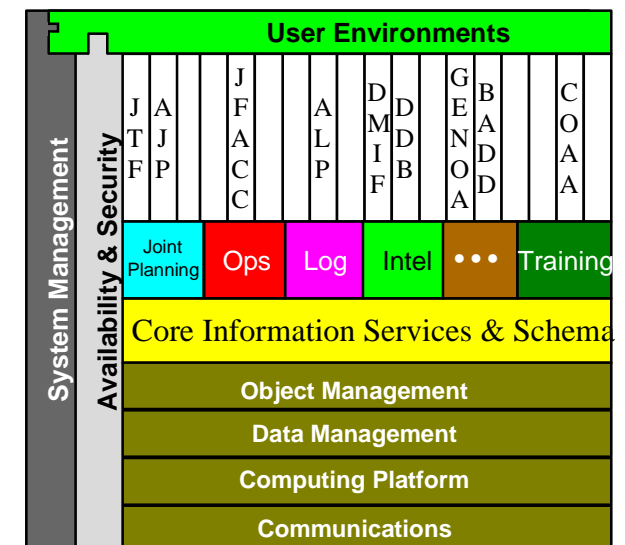 User Environments
System Management
Availability & Security
JTF
AJP
JFACC
ALP
DMIF
DDB
GENOA
BADD
COAA
Joint
Planning
Ops
Log
Intel
•••
Training
Core Information Services & Schema
Object Management
Data Management
Computing Platform
Communications